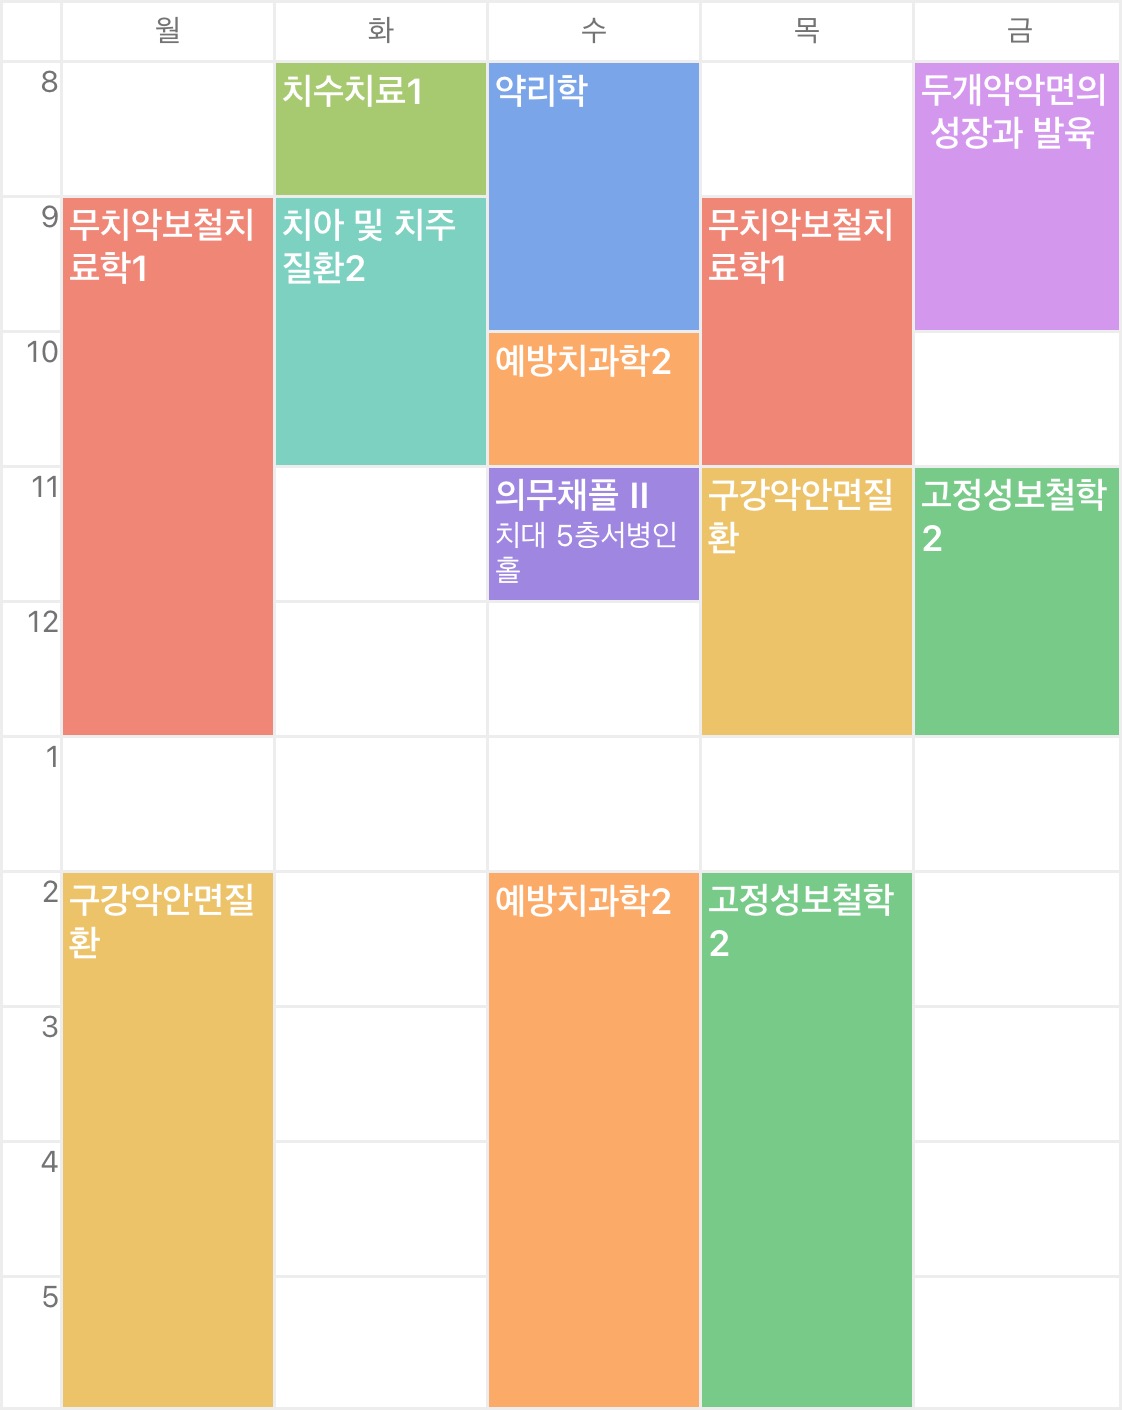 월 화 수 목 금
8
치수치료1
약리학
두개악악면의
성장과 발육
9
무치악보철치
료학1
치아 및 치주
질환2
무치악보철치
료학1
10
예방치과학2
11
의무채플 II
치대 5층서병인
홀
구강악안면질
환
고정성보철학
2
12
1
2
구강악안면질
환
예방치과학2
고정성보철학
2
3
4
5